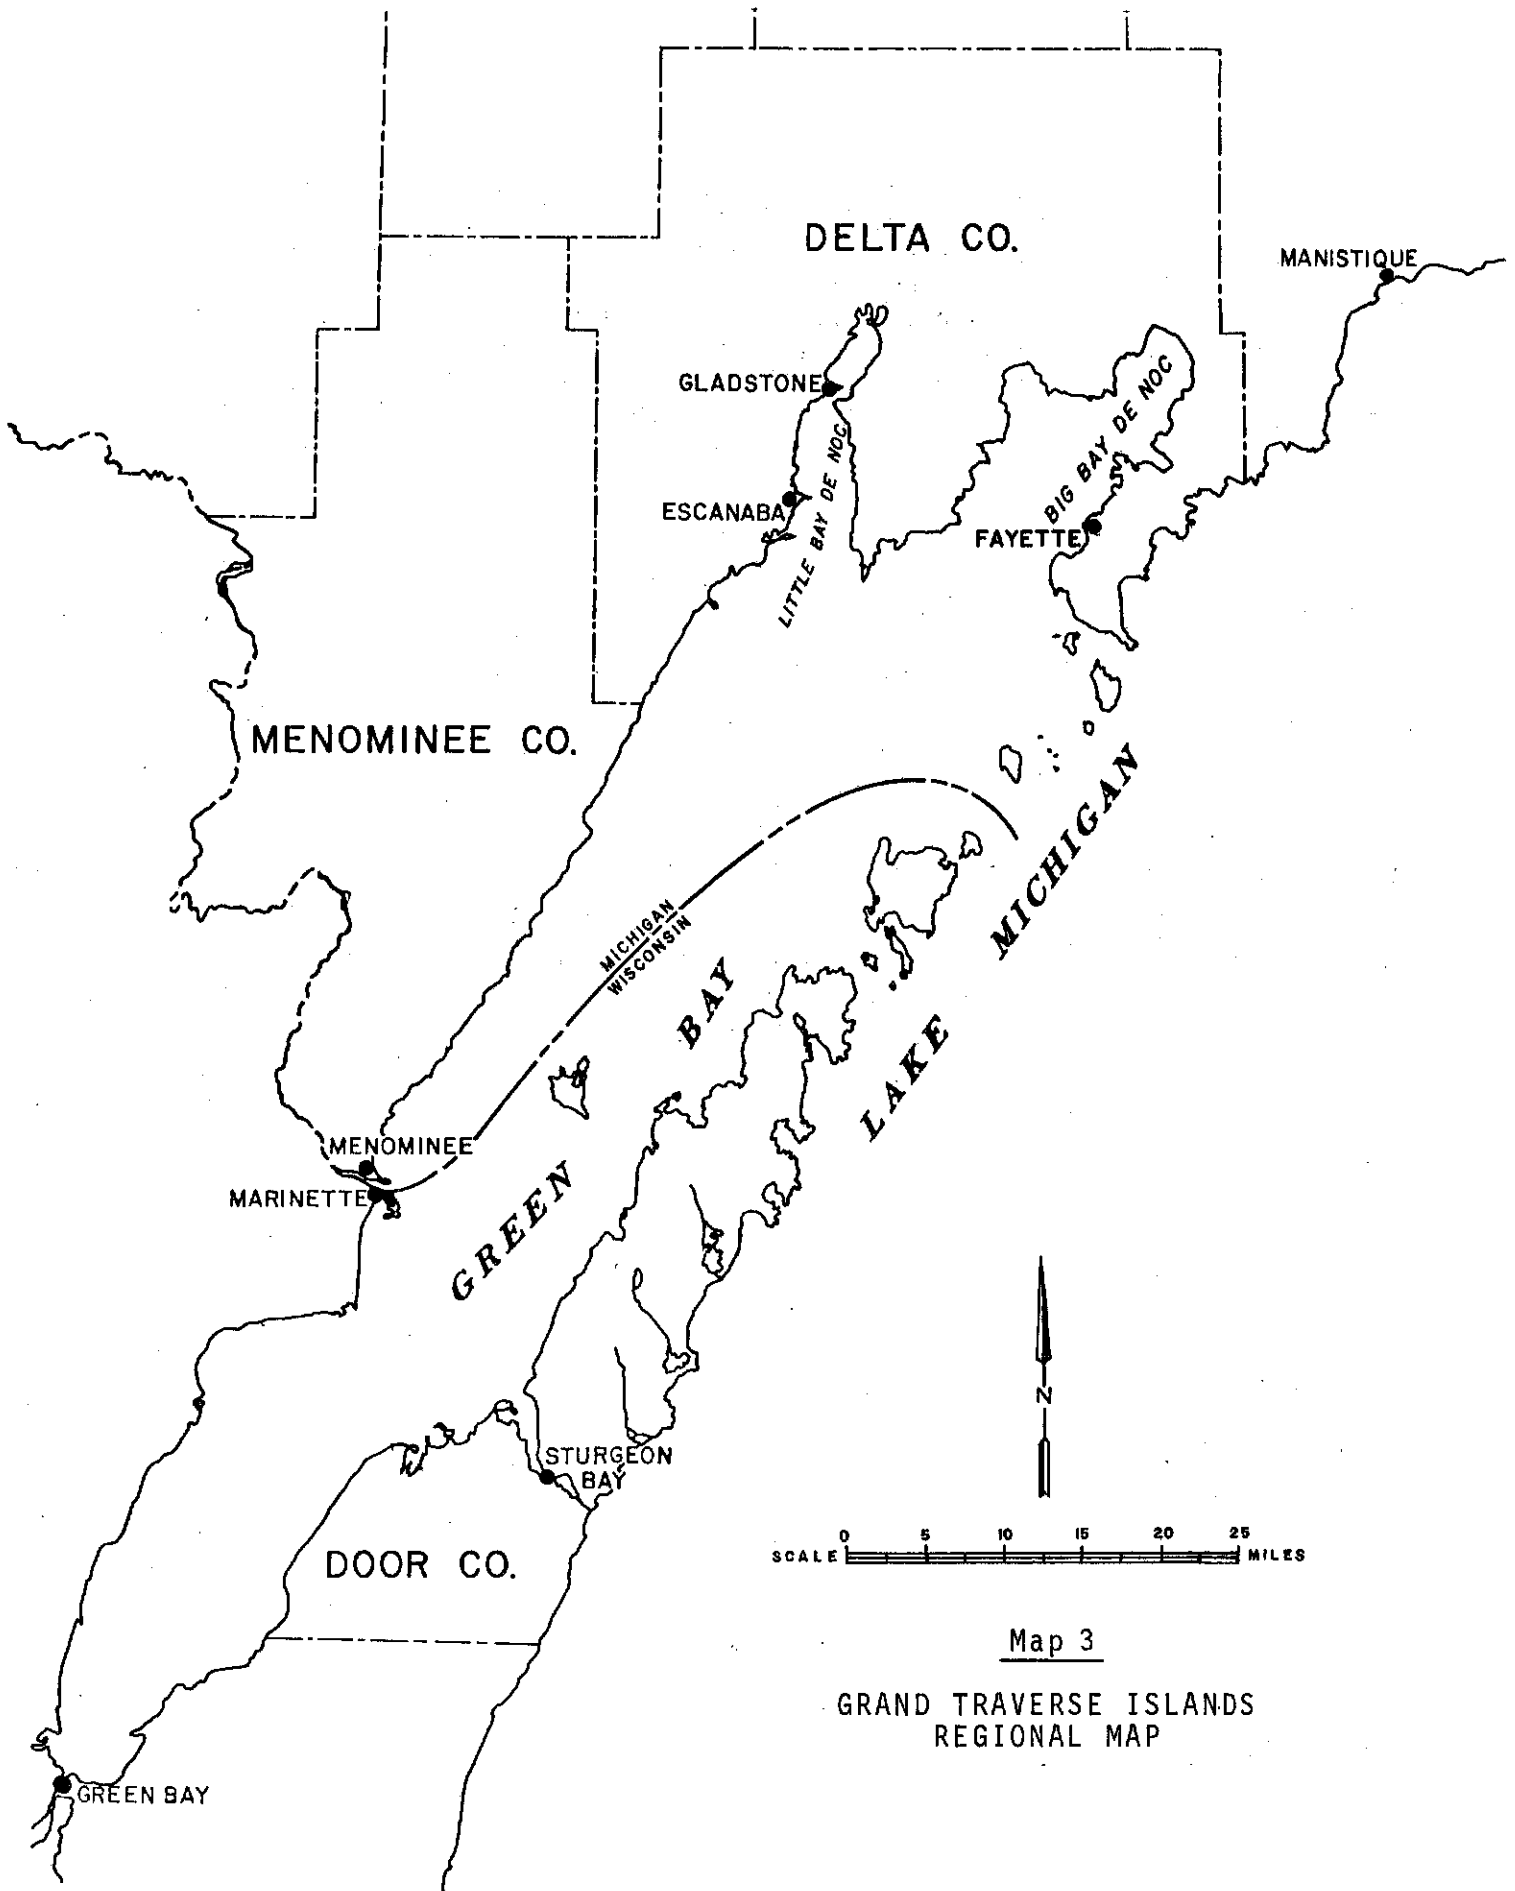 DELTA CO.
MANISTIQUE
GLADSTONE
BIG BAY DE NOC
LITTLE BAY DE NOC
ESCANABA
FAYETTE
MENOMINEE CO.
LAKE MICHIGAN
MICHIGAN
WISCONSIN
GREEN BAY
MENOMINEE
MARINETTE
STURGEON
BAY
DOOR CO.
GREEN BAY
N
0 5 10 15 20 25
SCALE MILES
Map 3
GRAND TRAVERSE ISLANDS
REGIONAL MAP